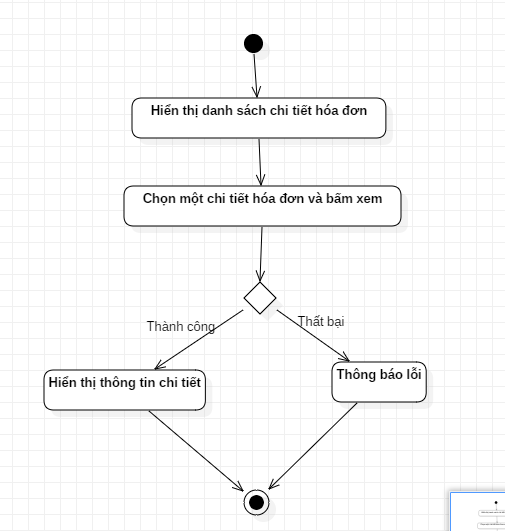 Hiển thị danh sách chi tiết hóa đơn
Chọn một chi tiết hóa đơn và bấm xem
Thành công
Thất bại
Hiển thị thông tin chi tiết
Thông báo lỗi